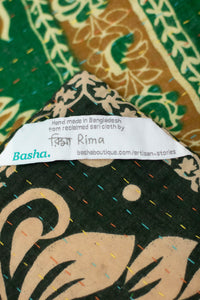 Hand made in Bangladesh
from reclaimed sari cloth by
রিমা Rima
Basha.
bashaboutique.com/artisan-stories